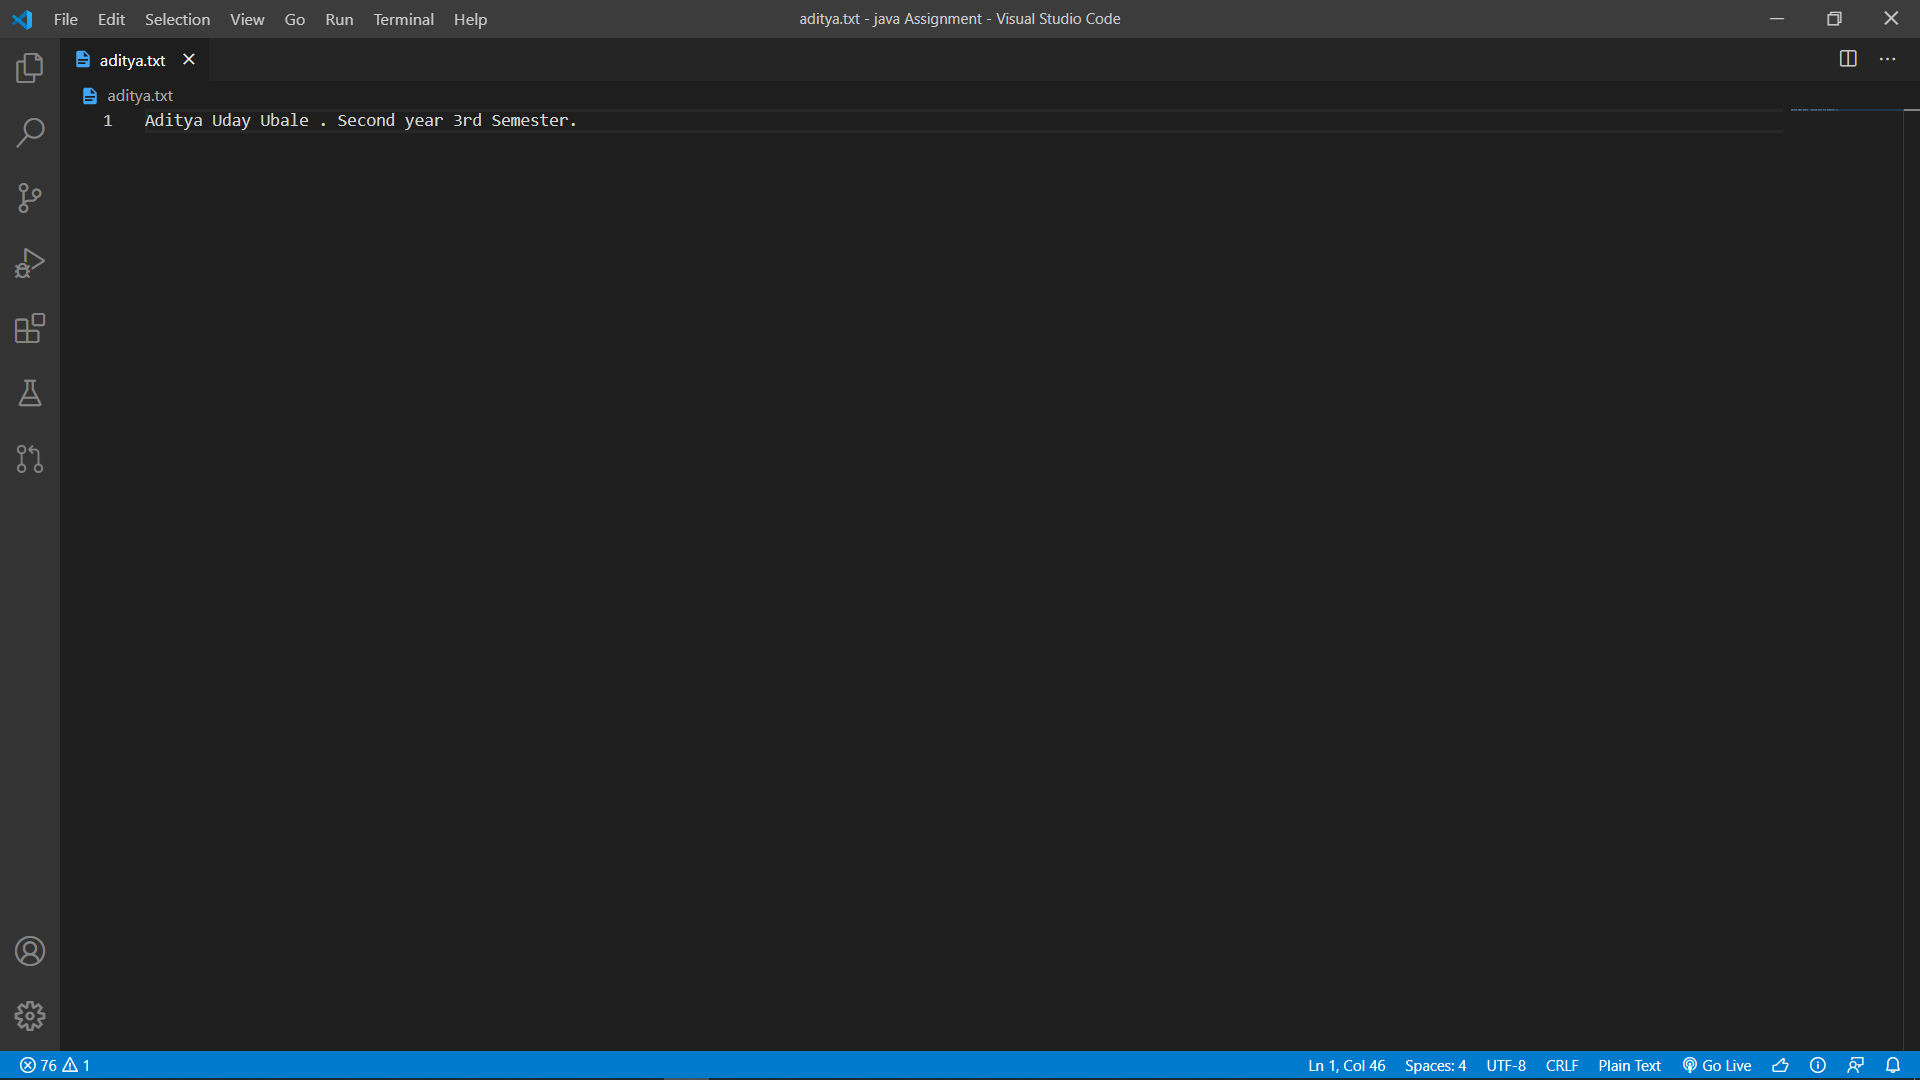 File Edit Selection View Go Run Terminal Help
aditya.txt - java Assignment - Visual Studio Code
aditya.txt
aditya.txt
1 Aditya Uday Ubale . Second year 3rd Semester.
76 1 Ln 1, Col 46 Spaces: 4 UTF-8 CRLF Plain Text Go Live